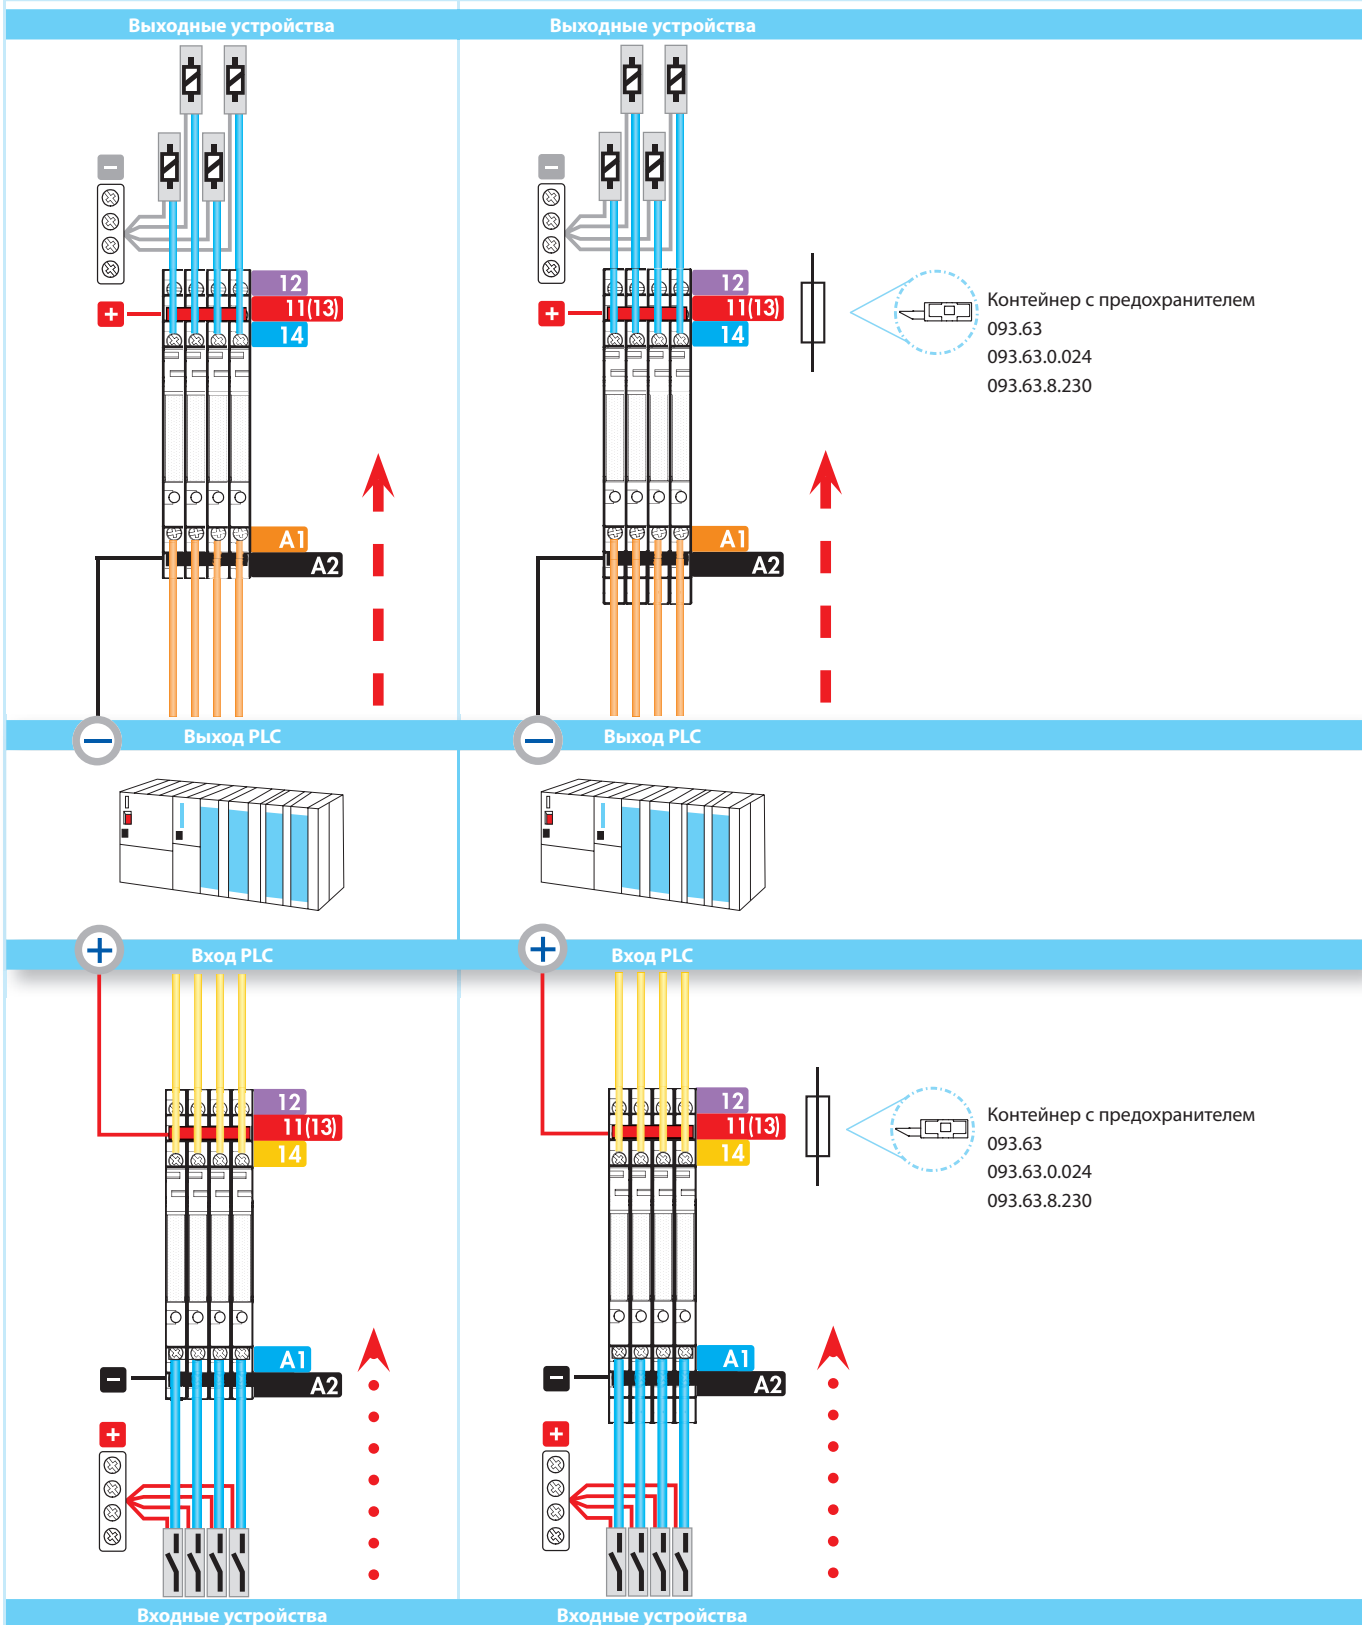 Выходные устройства
Выходные устройства
12
11(13)
14
A1
A2
12
11(13)
14
A1
A2
Контейнер с предохранителем
093.63
093.63.0.024
093.63.8.230
Выход PLC
Выход PLC
Вход PLC
Вход PLC
12
11(13)
14
A1
A2
12
11(13)
14
A1
A2
Контейнер с предохранителем
093.63
093.63.0.024
093.63.8.230
Входные устройства
Входные устройства